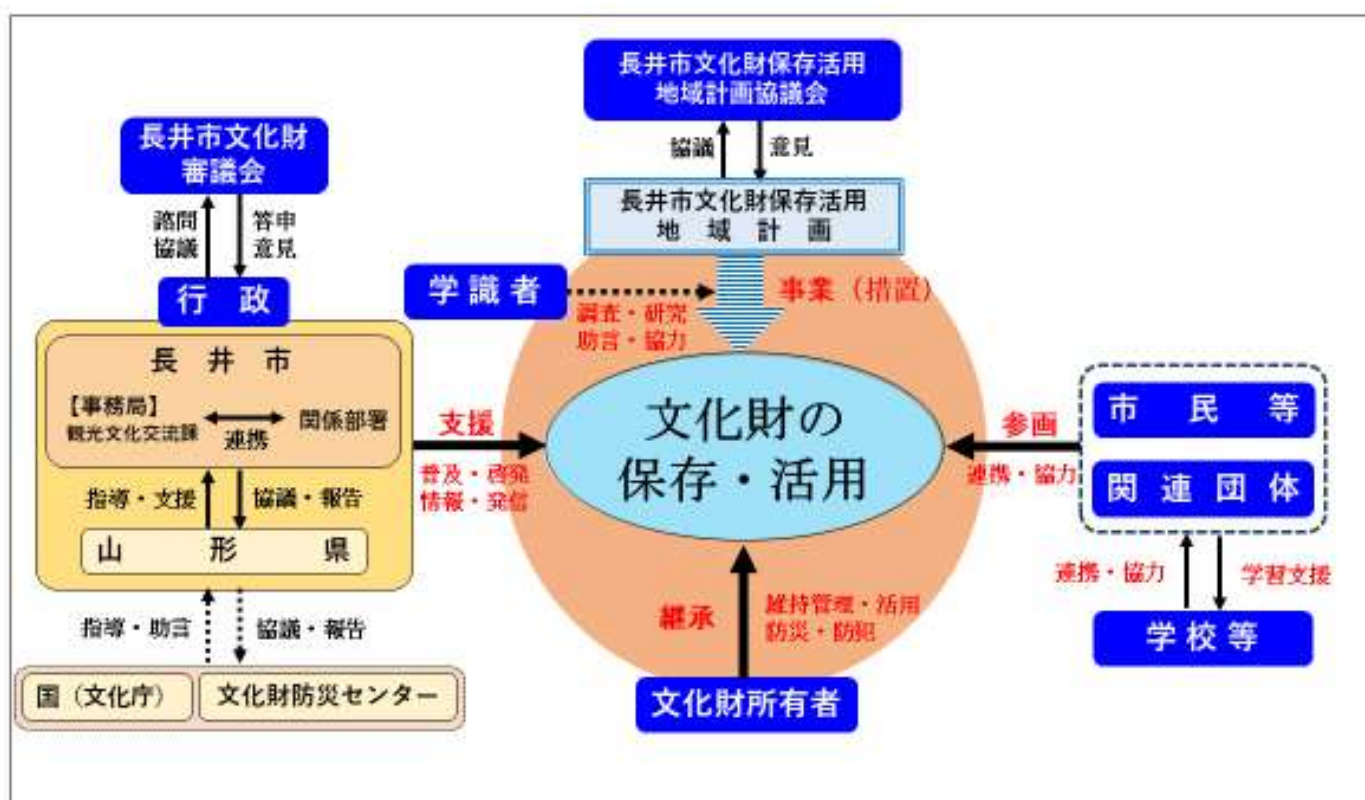 長井市文化財保存活用
地域計画協議会
協議
意見
長井市文化財保存活用
地域計画
長井市文化財
審議会
諮問
協議
答申
意見
行政
長井市
【事務局】
観光文化交流課
連携
関係部署
指導・支援
協議・報告
山形県
指導・助言
協議・報告
国（文化庁）
文化財防災センター
学識者
調査・研究
助言・協力
事業（措置）
支援
普及・啓発
情報・発信
文化財の
保存・活用
参画
連携・協力
市民等
関連団体
連携・協力
学習支援
学校等
継承
維持管理・活用
防災・防犯
文化財所有者